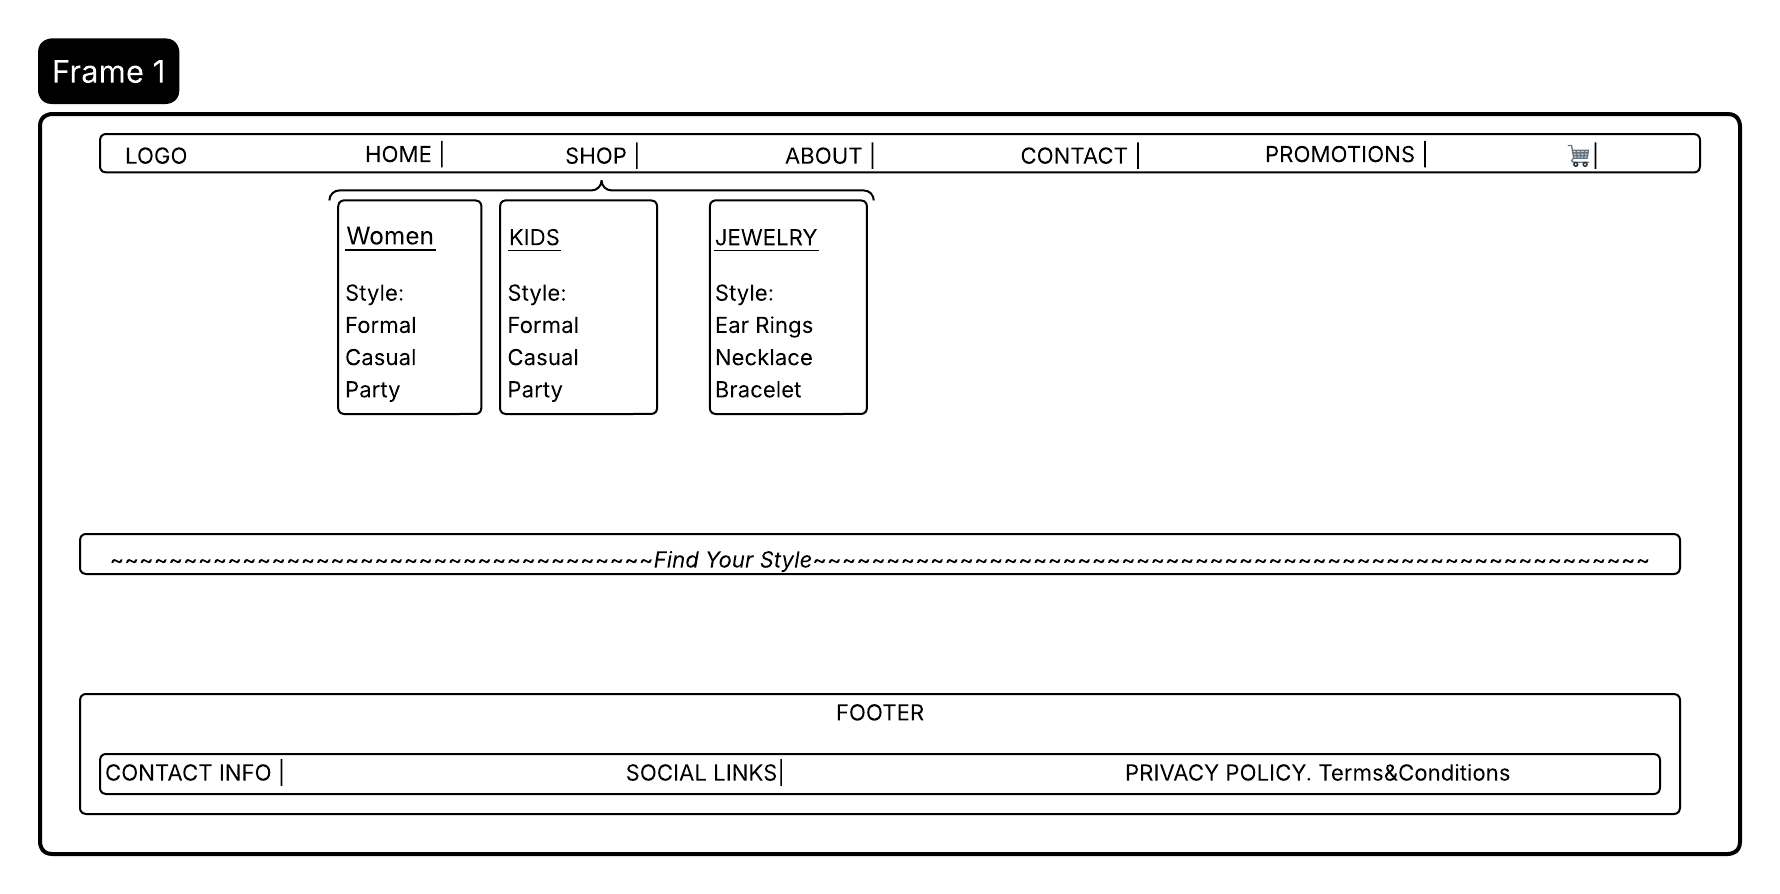 Frame 1
LOGO HOME | SHOP | ABOUT | CONTACT | PROMOTIONS | 🛒|
Women
Style:
Formal
Casual
Party
KIDS
Style:
Formal
Casual
Party
JEWELRY
Style:
Ear Rings
Necklace
Bracelet
~~~~~~~~~~~~~~~~~~~~~~~~~~~~~~~~~~~~~Find Your Style~~~~~~~~~~~~~~~~~~~~~~~~~~~~~~~~~~~~~~~~~~~~~~~~~~~~~~~~~
FOOTER
CONTACT INFO | SOCIAL LINKS| PRIVACY POLICY. Terms&Conditions